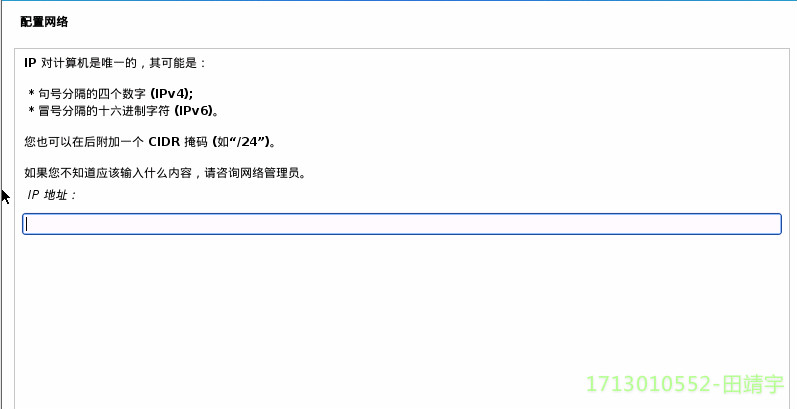 配置网络
IP 对计算机是唯一的，其可能是：
* 句号分隔的四个数字 (IPv4);
* 冒号分隔的十六进制字符 (IPv6)。
您也可以在后附加一个 CIDR 掩码 (如“/24”)。
如果您不知道应该输入什么内容，请咨询网络管理员。
IP 地址：
1713010552-田靖宇